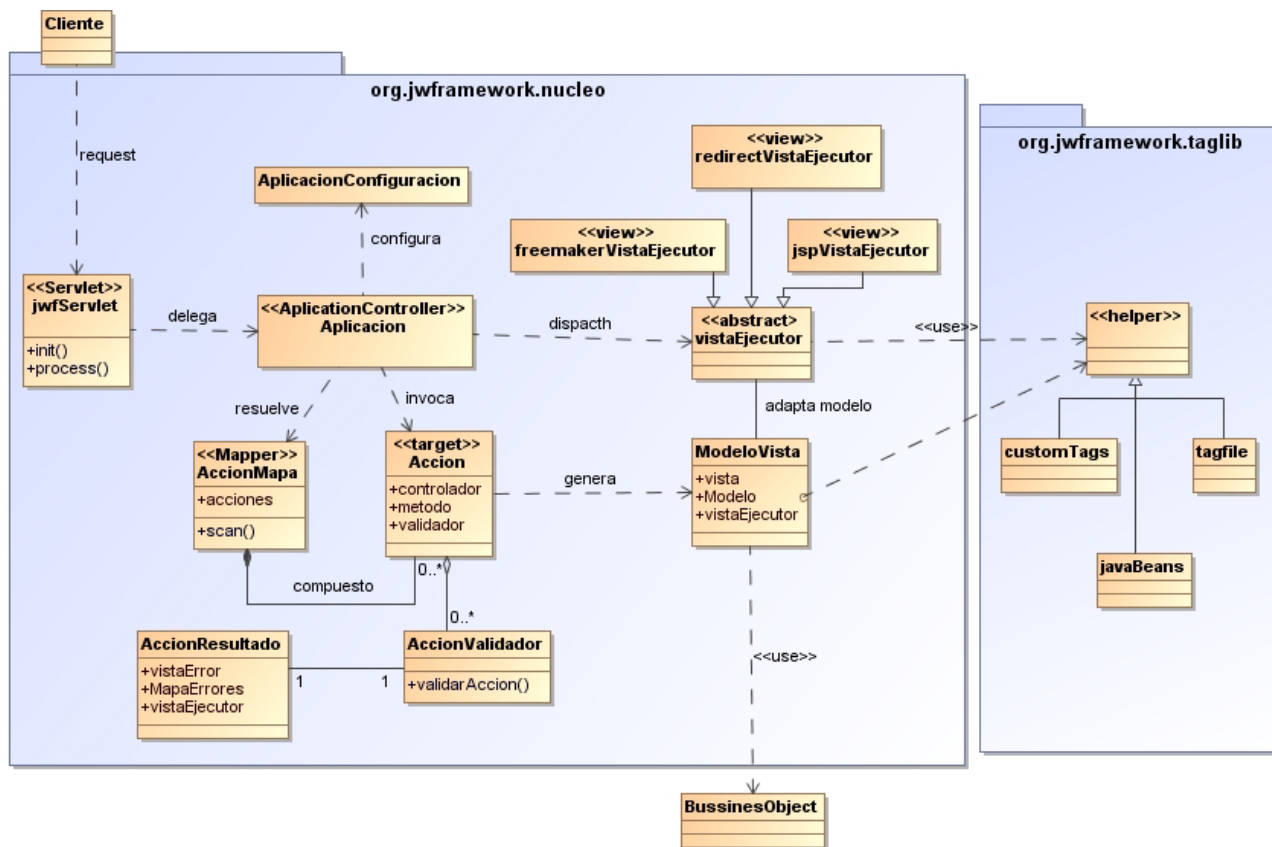 Cliente
org.jwframework.nucleo
request
<<view>>
redirectVistaEjecutor
org.jwframework.taglib
AplicacionConfiguracion
configura
<<view>>
freemakerVistaEjecutor
<<view>>
jspVistaEjecutor
<<Servlet>>
jwfServlet
+init()
+process()
delega
<<AplicationController>>
Aplicacion
dispacth
<<abstract>
vistaEjecutor
<<use>>
<<helper>>
resuelve
invoca
adapta modelo
<<Mapper>>
AccionMapa
+acciones
+scan()
<<target>>
Accion
+controlador
+metodo
+validador
genera
ModeloVista
+vista
+Modelo
+vistaEjecutor
customTags
tagfile
javaBeans
compuesto
0..*
0..*
AccionResultado
+vistaError
+MapaErrores
+vistaEjecutor
1
1
AccionValidador
+validarAccion()
<<use>>
BussinesObject